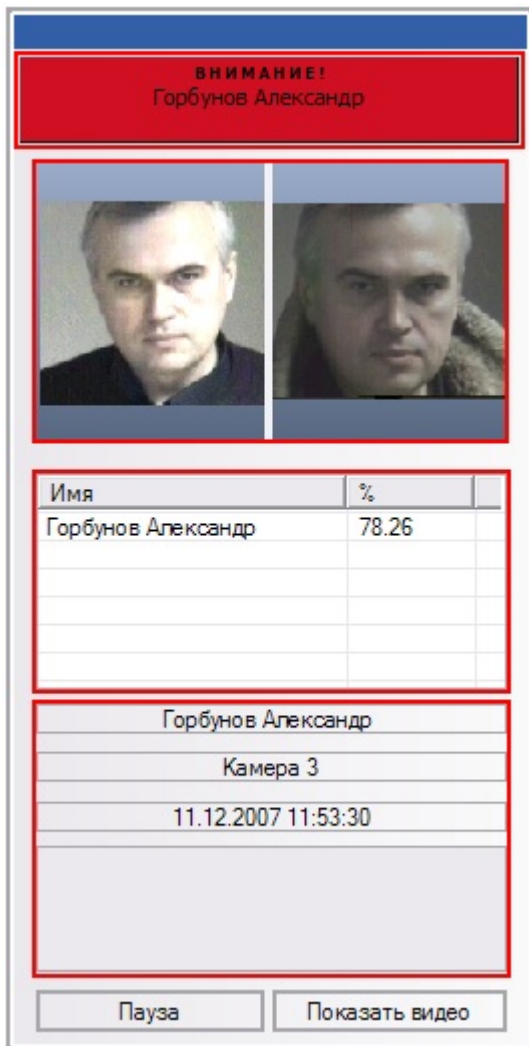 ВНИМАНИЕ!
Горбунов Александр
Имя %
Горбунов Александр 78.26
Горбунов Александр
Камера 3
11.12.2007 11:53:30
Пауза Показать видео